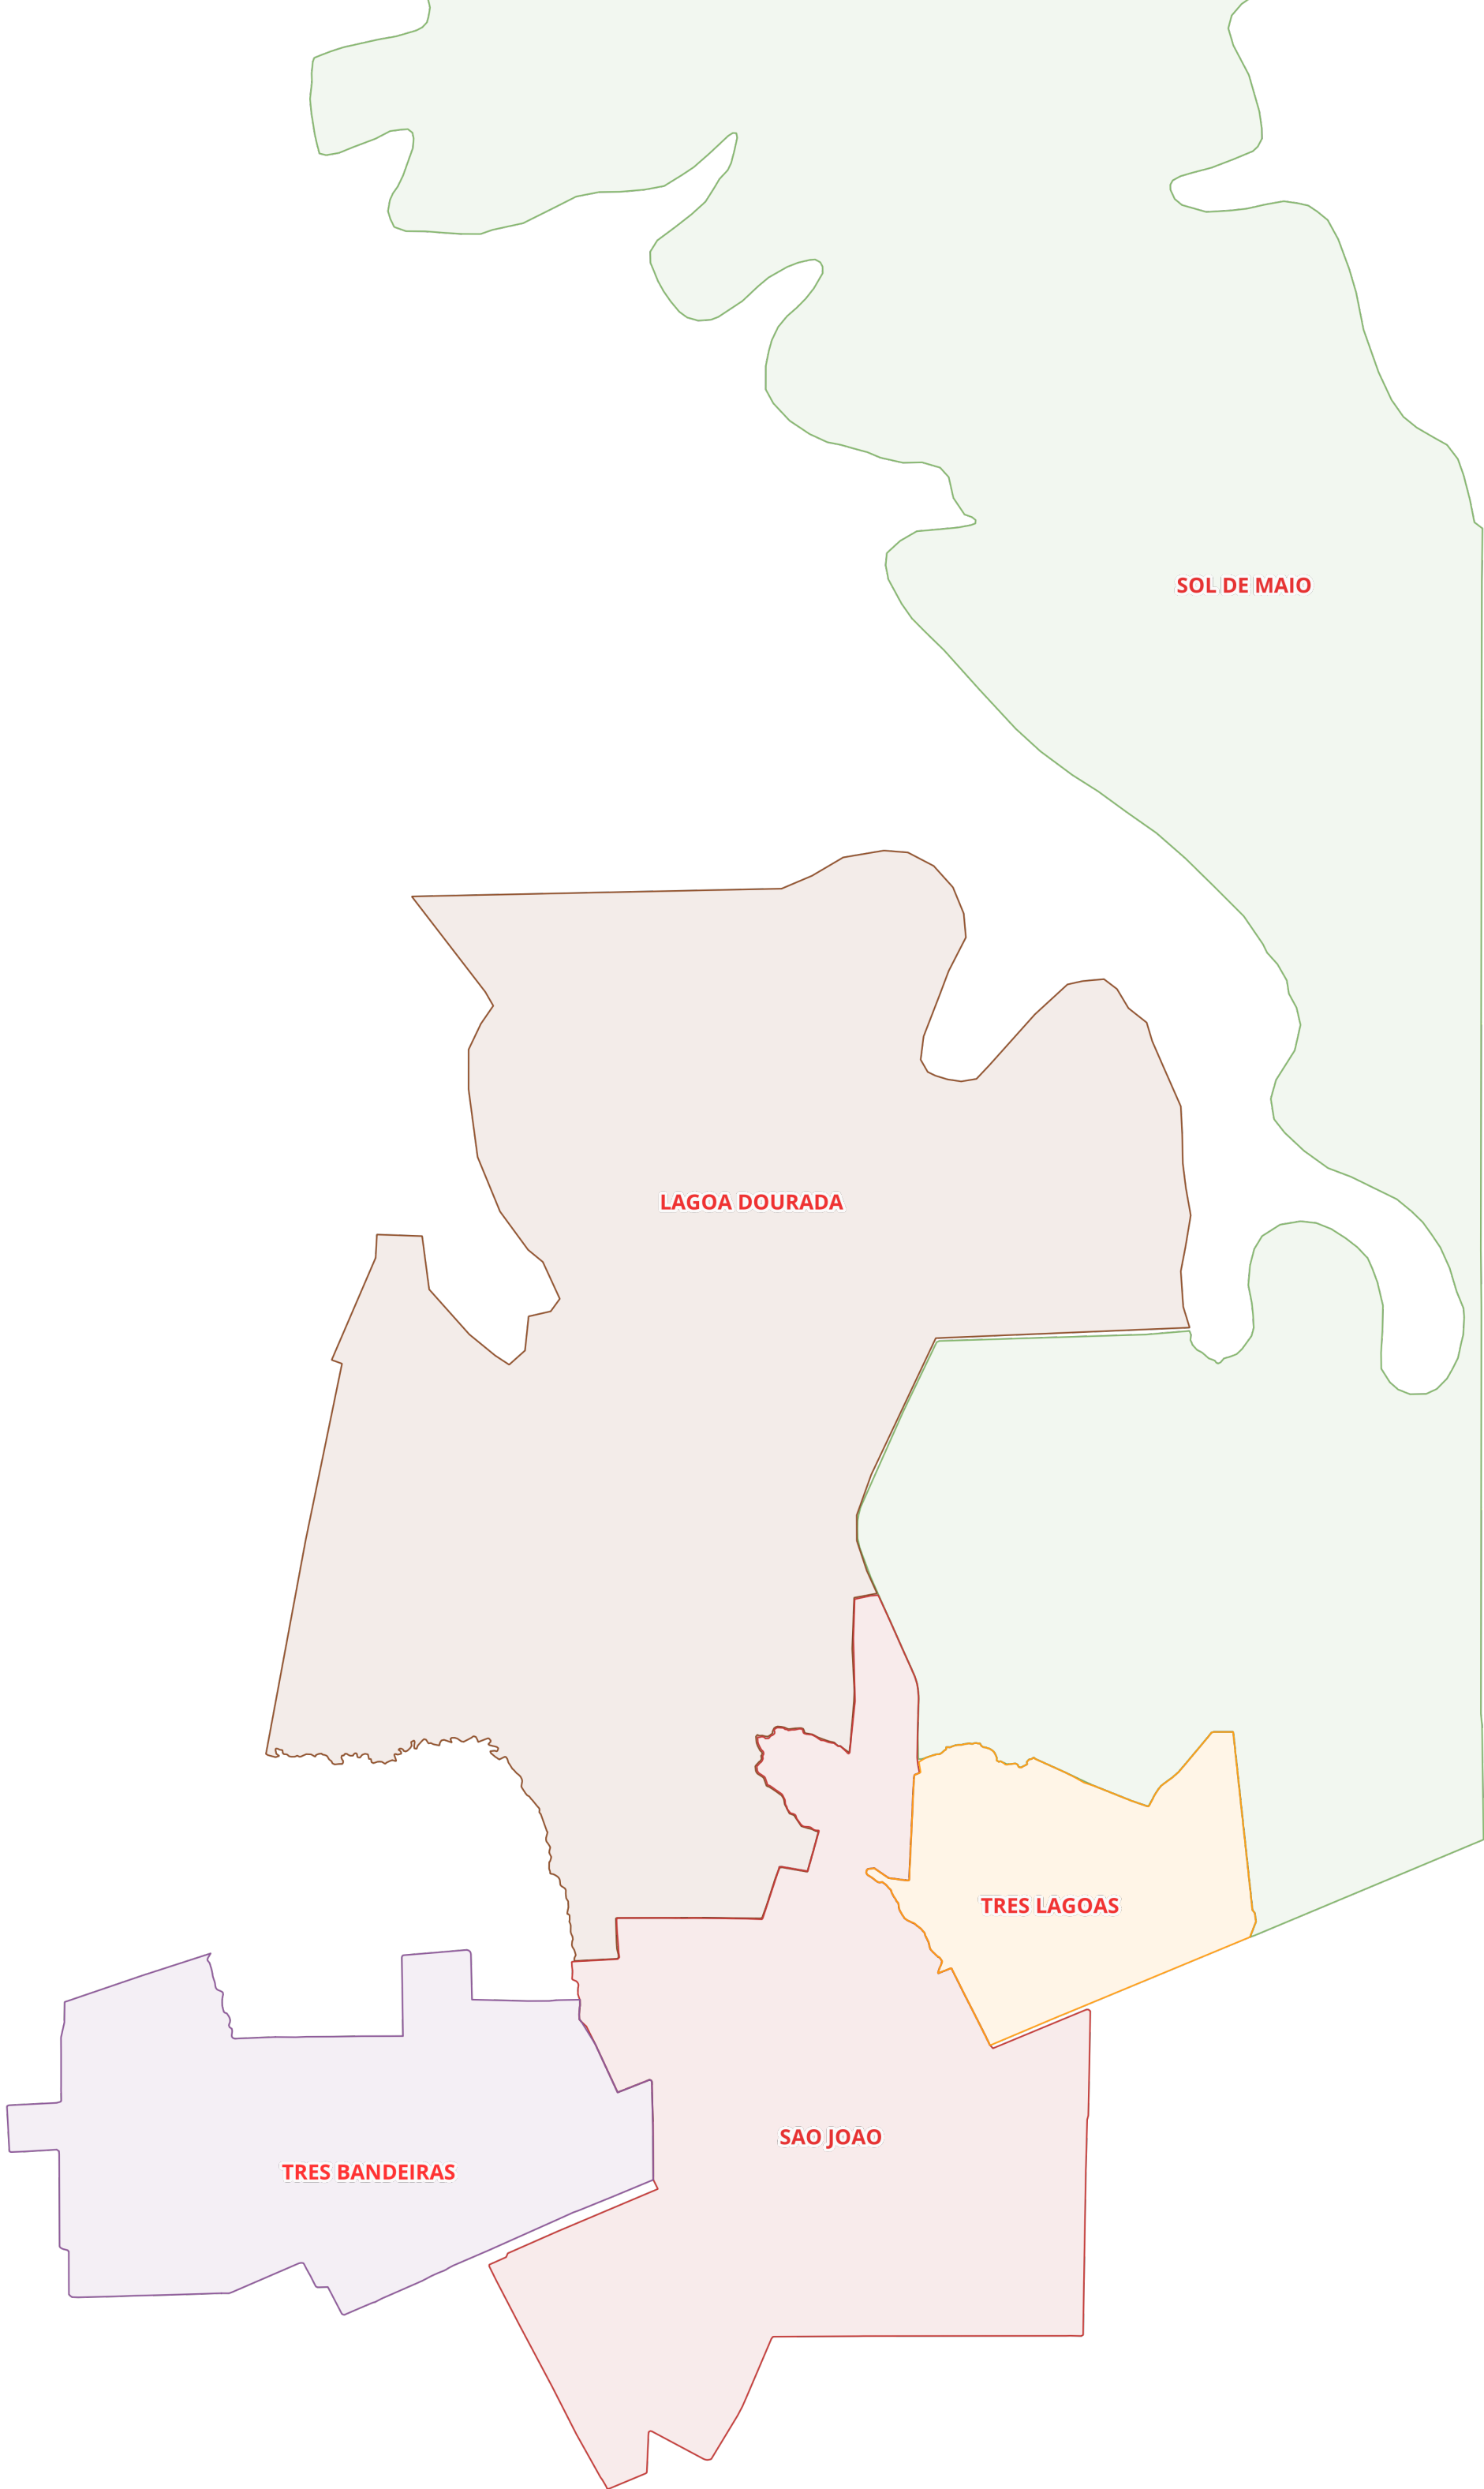 SOL DE MAIO
LAGOA DOURADA
TRES LAGOAS
SAO JOAO
TRES BANDEIRAS